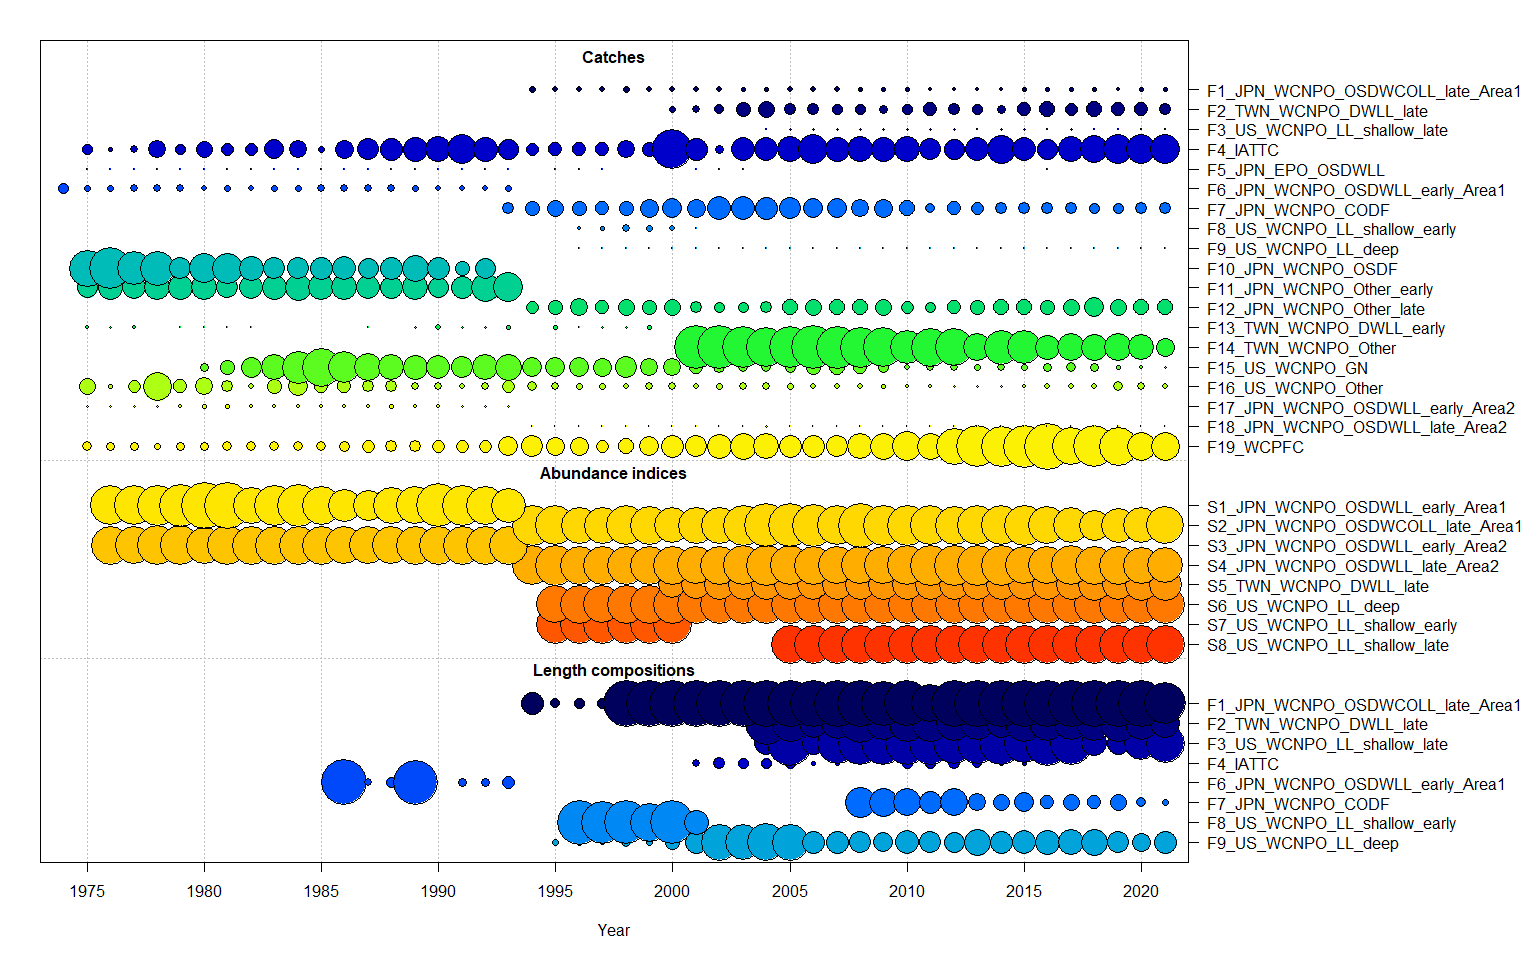 Catches
F1_JPN_WCNPO_OSDWCOLL_late_Area1
F2_TWN_WCNPO_DWLL_late
F3_US_WCNPO_LL_shallow_late
F4_IATTC
F5_JPN_EPO_OSDWLL
F6_JPN_WCNPO_OSDWLL_early_Area1
F7_JPN_WCNPO_CODF
F8_US_WCNPO_LL_shallow_early
F9_US_WCNPO_LL_deep
F10_JPN_WCNPO_OSDF
F11_JPN_WCNPO_Other_early
F12_JPN_WCNPO_Other_late
F13_TWN_WCNPO_DWLL_early
F14_TWN_WCNPO_Other
F15_US_WCNPO_GN
F16_US_WCNPO_Other
F17_JPN_WCNPO_OSDWLL_early_Area2
F18_JPN_WCNPO_OSDWLL_late_Area2
F19_WCPFC
Abundance indices
S1_JPN_WCNPO_OSDWLL_early_Area1
S2_JPN_WCNPO_OSDWCOLL_late_Area1
S3_JPN_WCNPO_OSDWLL_early_Area2
S4_JPN_WCNPO_OSDWLL_late_Area2
S5_TWN_WCNPO_DWLL_late
S6_US_WCNPO_LL_deep
S7_US_WCNPO_LL_shallow_early
S8_US_WCNPO_LL_shallow_late
Length compositions
F1_JPN_WCNPO_OSDWCOLL_late_Area1
F2_TWN_WCNPO_DWLL_late
F3_US_WCNPO_LL_shallow_late
F4_IATTC
F6_JPN_WCNPO_OSDWLL_early_Area1
F7_JPN_WCNPO_CODF
F8_US_WCNPO_LL_shallow_early
F9_US_WCNPO_LL_deep
1975 1980 1985 1990 1995 2000 2005 2010 2015 2020
Year